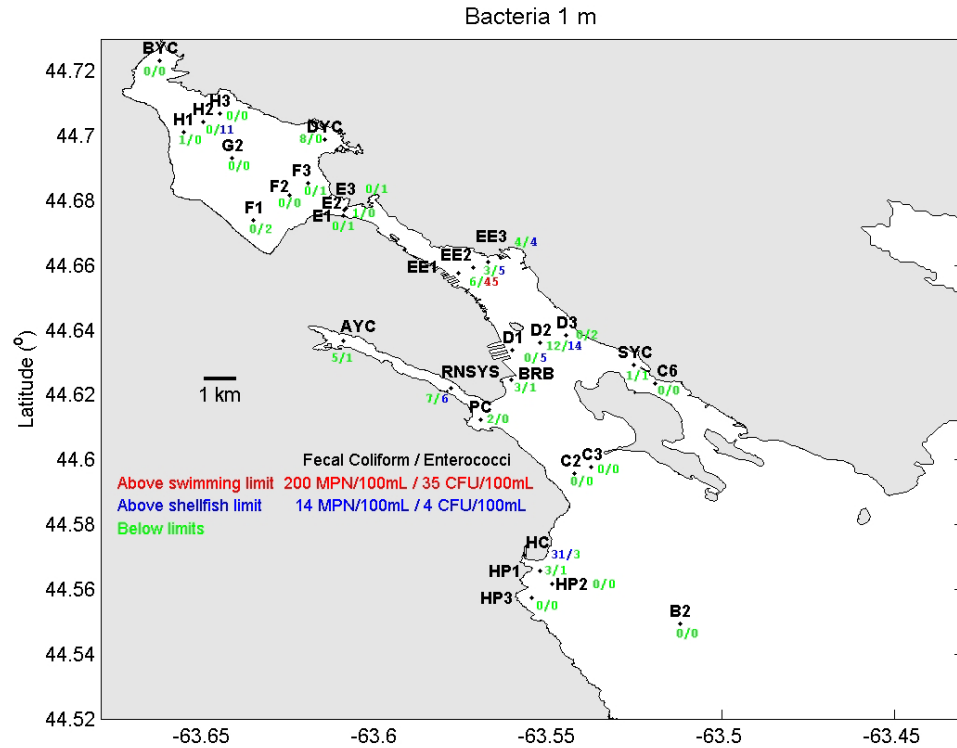 Bacteria 1 m
Latitude (o)
44.72
44.7
44.68
44.66
44.64
44.62
44.6
44.58
44.56
44.54
44.52
BYC
0/0
H3
0/0
H2
0/11
H1
1/0
DYC
8/0
G2
0/0
F3
0/1
F2
0/0
F1
0/2
E3
0/1
E2
1/0
E1
0/1
EE3
4/4
EE2
3/5
EE1
6/45
AYC
5/1
D3
0/2
D2
12/14
D1
0/5
SYC
1/1
C6
0/0
RNSYS
7/6
BRB
3/1
PC
2/0
1 km
C3
0/0
C2
0/0
Fecal Coliform / Enterococci
Above swimming limit 200 MPN/100mL / 35 CFU/100mL
Above shellfish limit 14 MPN/100mL / 4 CFU/100mL
Below limits
HC
31/3
HP1
3/1
HP2 0/0
HP3
0/0
B2
0/0
-63.65
-63.6
-63.55
-63.5
-63.45